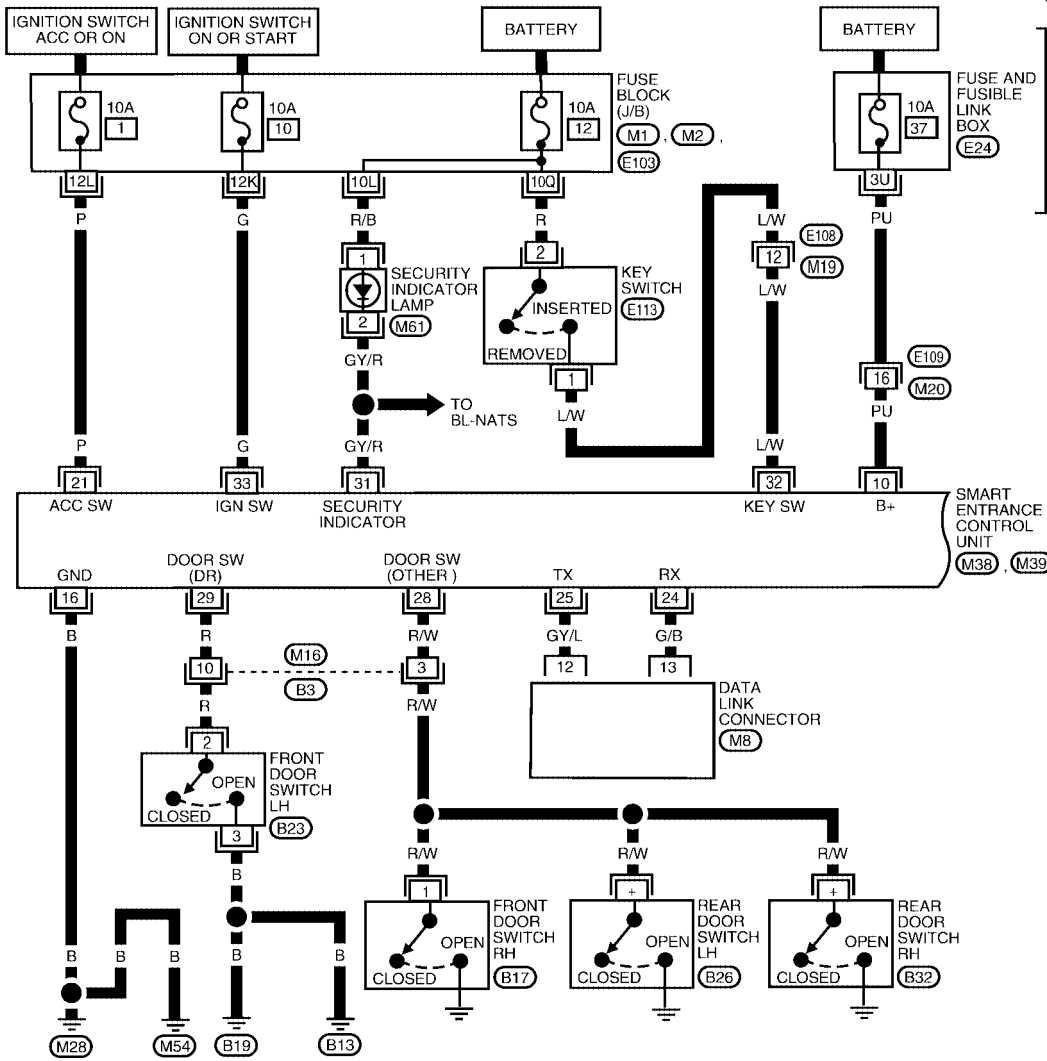 IGNITION SWITCH
ACC OR ON
IGNITION SWITCH
ON OR START
BATTERY
BATTERY
10A
1
10A
10
10A
12
FUSE
BLOCK
(J/B)
M1 , M2 ,
E103
10A
37
FUSE AND
FUSIBLE
LINK
BOX
E24
12L
12K
10L
10Q
3U
P
G
R/B
R
L/W
PU
1
2
SECURITY
INDICATOR
LAMP
M61
2
KEY
SWITCH
E113
INSERTED
REMOVED
1
E108
12
M19
L/W
GY/R
TO
BL-NATS
L/W
E109
16
M20
PU
P
G
GY/R
L/W
21
33
31
32
10
ACC SW
IGN SW
SECURITY
INDICATOR
KEY SW
B+
SMART
ENTRANCE
CONTROL
UNIT
M38 , M39
GND
DOOR SW
(DR)
DOOR SW
(OTHER )
TX
RX
16
29
28
25
24
B
R
R/W
GY/L
G/B
10
M16
B3
3
12
13
R
R/W
DATA
LINK
CONNECTOR
M8
2
FRONT
DOOR
SWITCH
LH
B23
OPEN
CLOSED
3
B
R/W
R/W
R/W
1
+
+
FRONT
DOOR
SWITCH
RH
B17
OPEN
CLOSED
REAR
DOOR
SWITCH
LH
B26
OPEN
CLOSED
REAR
DOOR
SWITCH
RH
B32
OPEN
CLOSED
B
B
B
B
B
M28
M54
B19
B13